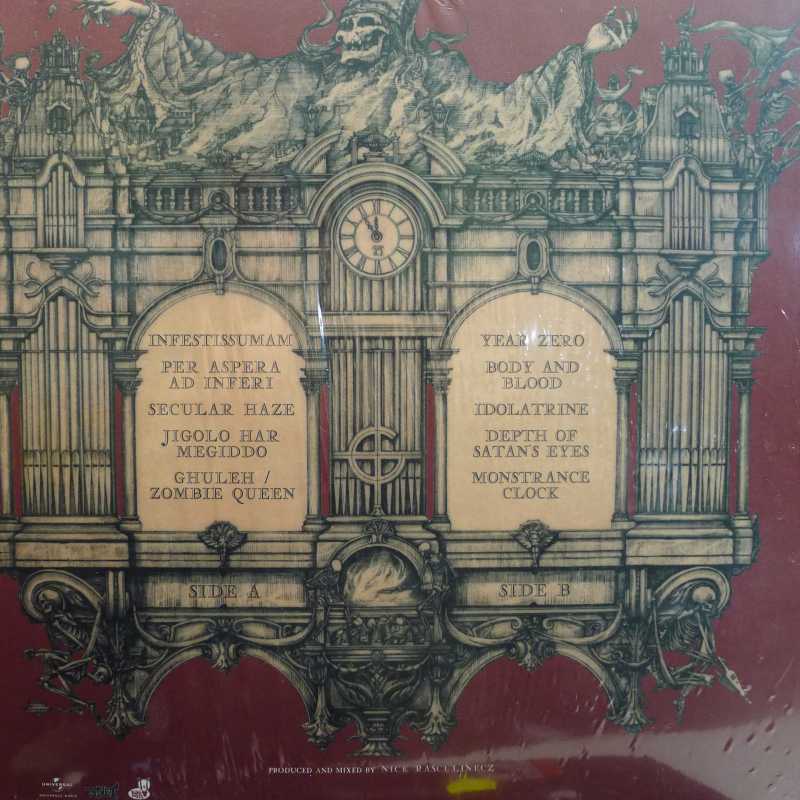 INFESTISSUMAM
PER ASPERA
AD INFERI
SECULAR HAZE
JIGOLO HAR
MEGIDDO
GHULEH /
ZOMBIE QUEEN
SIDE A
YEAR ZERO
BODY AND
BLOOD
IDOLATRINE
DEPTH OF
SATAN'S EYES
MONSTRANCE
CLOCK
SIDE B
PRODUCED AND MIXED BY NICK RASCULINECZ
UNIVERSAL